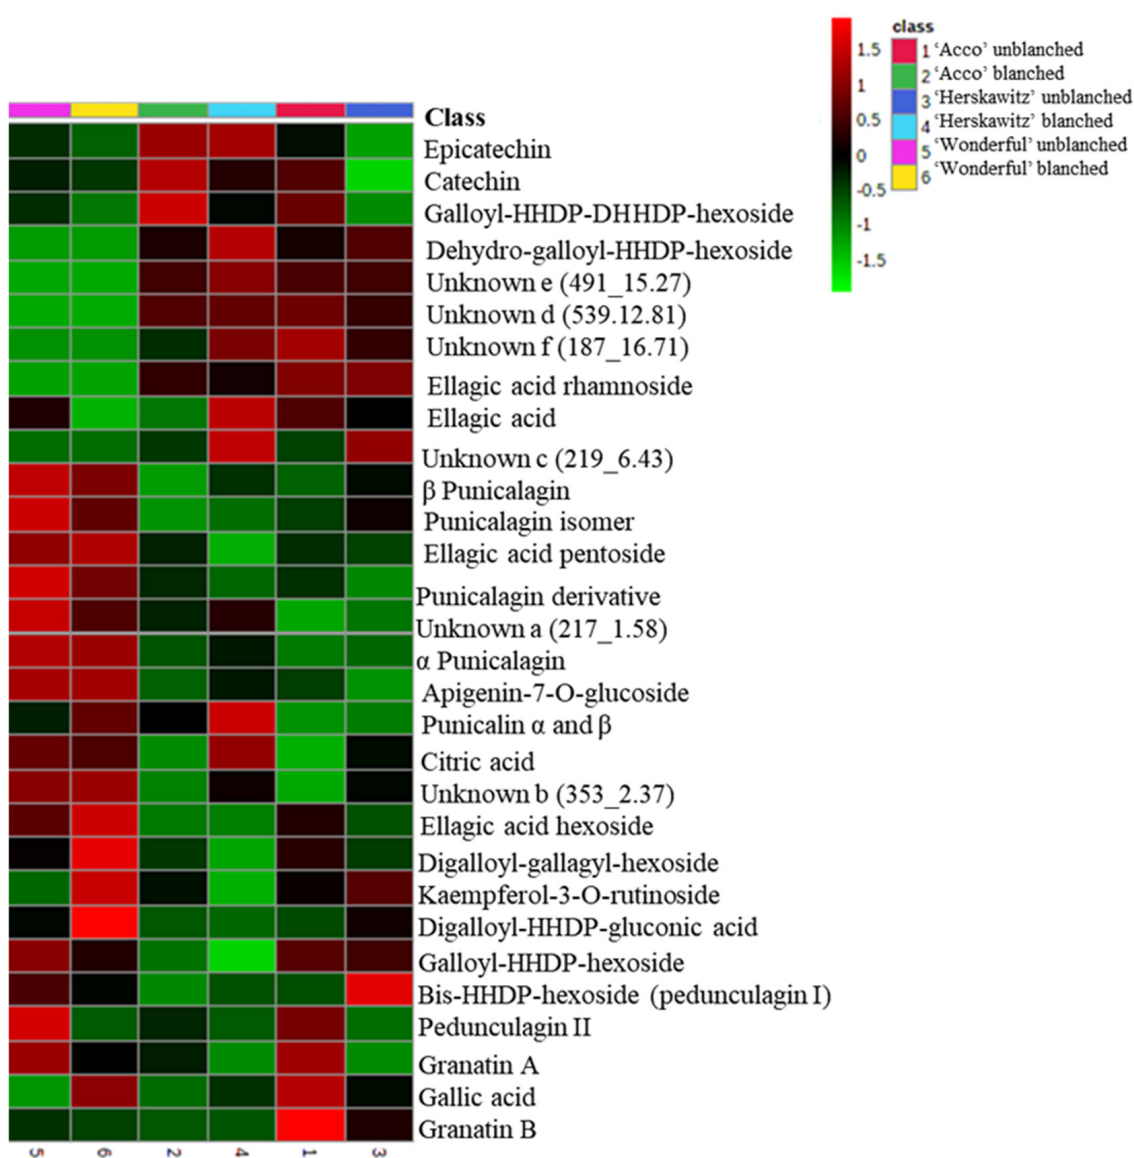 class
1.5
1
0.5
0
-0.5
-1
-1.5
1 'Acco' unblanched
2 'Acco' blanched
3 'Herskawitz' unblanched
4 'Herskawitz' blanched
5 'Wonderful' unblanched
6 'Wonderful' blanched
Class
Epicatechin
Catechin
Galloyl-HHDP-DHHDP-hexoside
Dehydro-galloyl-HHDP-hexoside
Unknown e (491_15.27)
Unknown d (539.12.81)
Unknown f (187_16.71)
Ellagic acid rhamnoside
Ellagic acid
Unknown c (219_6.43)
β Punicalagin
Punicalagin isomer
Ellagic acid pentoside
Punicalagin derivative
Unknown a (217_1.58)
α Punicalagin
Apigenin-7-O-glucoside
Punicalin α and β
Citric acid
Unknown b (353_2.37)
Ellagic acid hexoside
Digalloyl-gallagyl-hexoside
Kaempferol-3-O-rutinoside
Digalloyl-HHDP-gluconic acid
Galloyl-HHDP-hexoside
Bis-HHDP-hexoside (pedunculagin I)
Pedunculagin II
Granatin A
Gallic acid
Granatin B
5 6 2 4 1 3